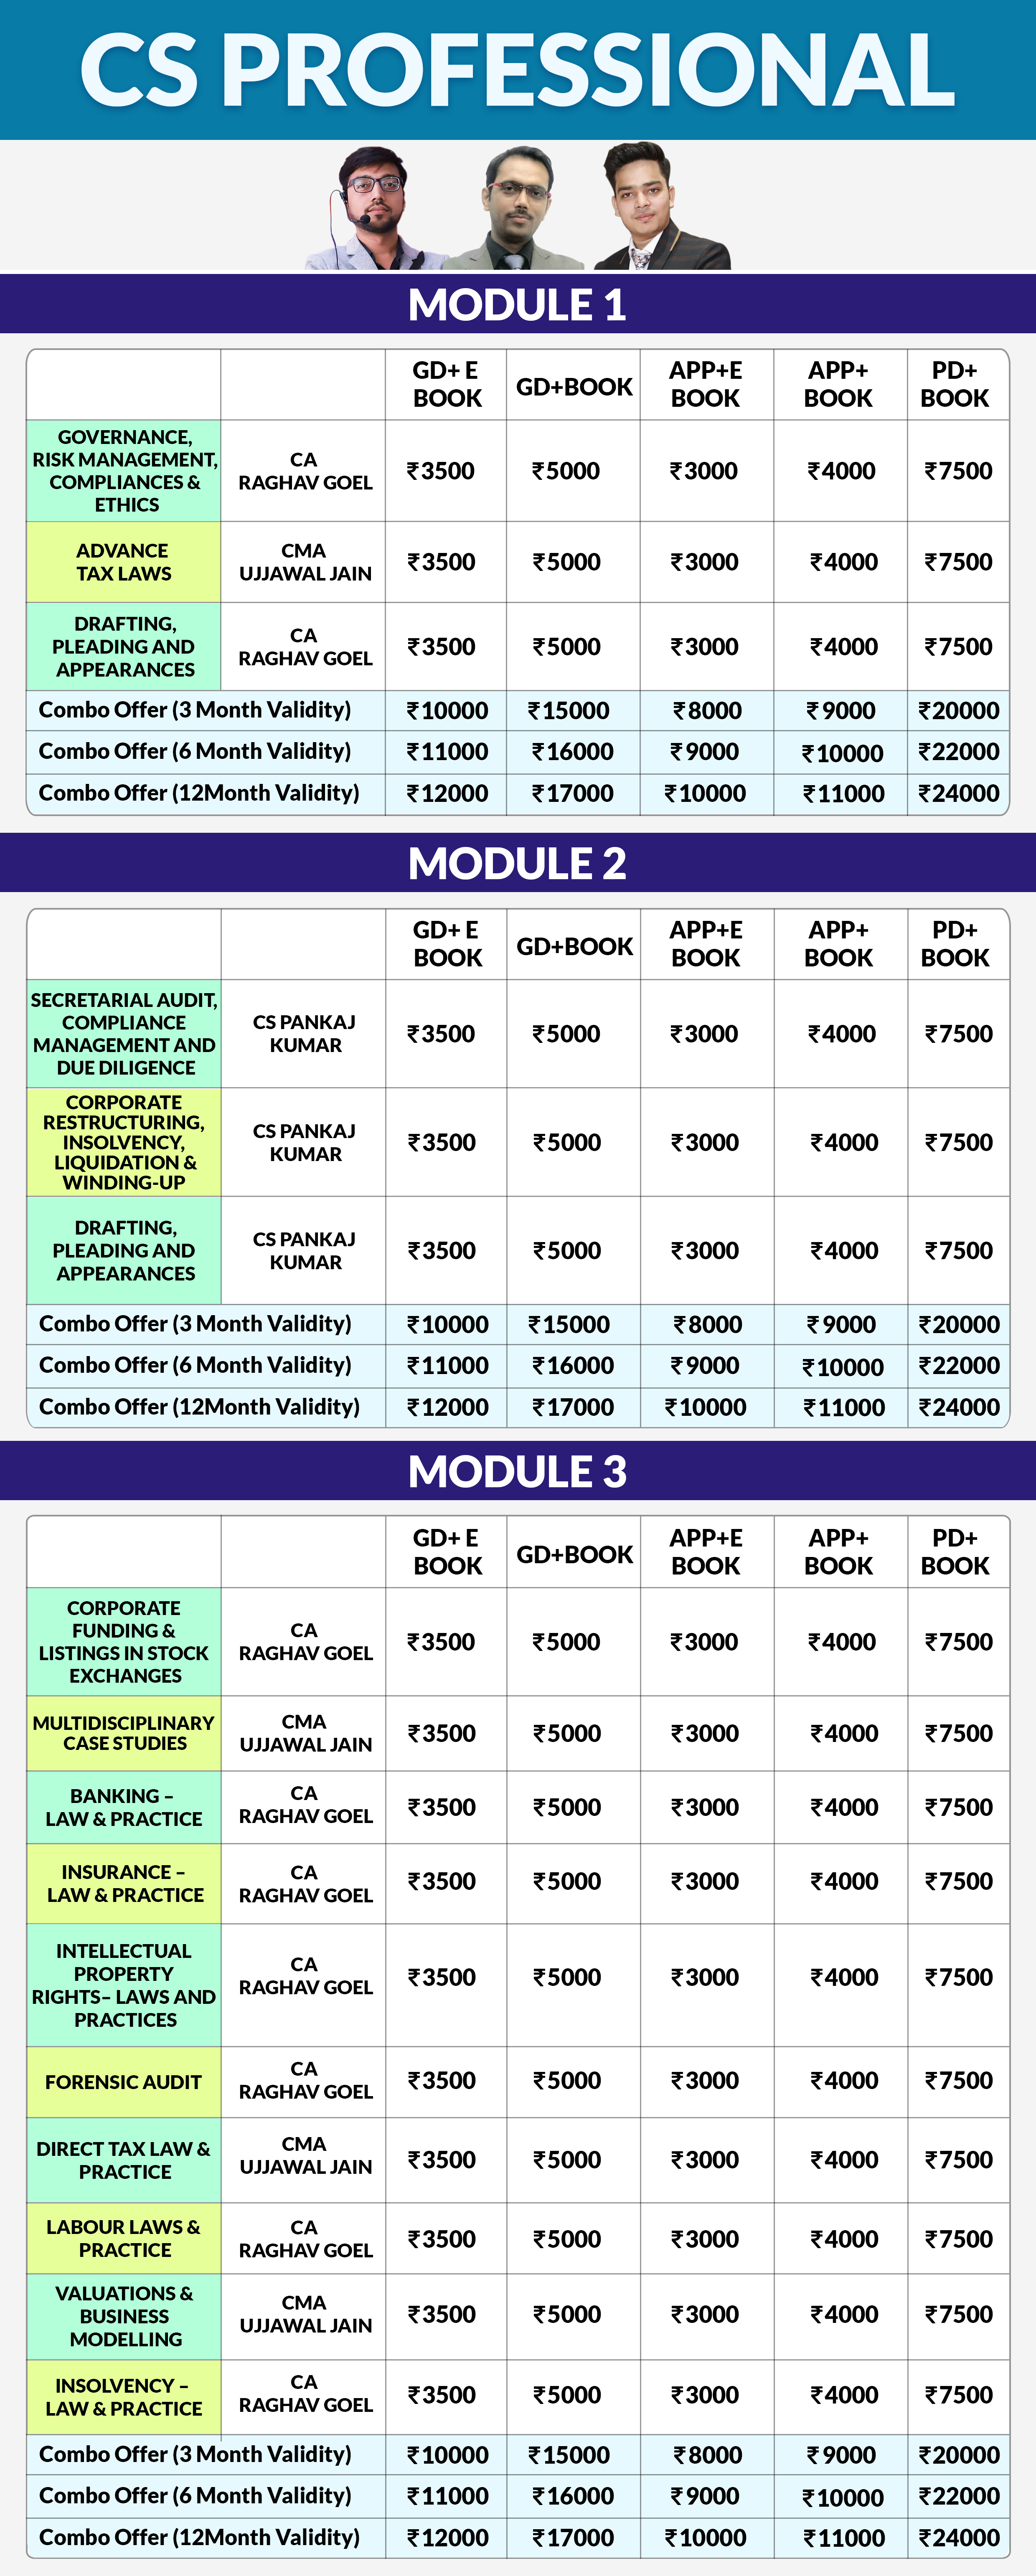 CS PROFESSIONAL
MODULE 1
GD+ E
BOOK
GD+BOOK
APP+E
BOOK
APP+
BOOK
PD+
BOOK
GOVERNANCE,
RISK MANAGEMENT,
COMPLIANCES &
ETHICS
CA
RAGHAV GOEL
₹3500 ₹5000 ₹3000 ₹4000 ₹7500
ADVANCE
TAX LAWS
CMA
UJJAWAL JAIN
₹3500 ₹5000 ₹3000 ₹4000 ₹7500
DRAFTING,
PLEADING AND
APPEARANCES
CA
RAGHAV GOEL
₹3500 ₹5000 ₹3000 ₹4000 ₹7500
Combo Offer (3 Month Validity) ₹10000 ₹15000 ₹8000 ₹9000 ₹20000
Combo Offer (6 Month Validity) ₹11000 ₹16000 ₹9000 ₹10000 ₹22000
Combo Offer (12Month Validity) ₹12000 ₹17000 ₹10000 ₹11000 ₹24000
MODULE 2
GD+ E
BOOK
GD+BOOK
APP+E
BOOK
APP+
BOOK
PD+
BOOK
SECRETARIAL AUDIT,
COMPLIANCE
MANAGEMENT AND
DUE DILIGENCE
CS PANKAJ
KUMAR
₹3500 ₹5000 ₹3000 ₹4000 ₹7500
CORPORATE
RESTRUCTURING,
INSOLVENCY,
LIQUIDATION &
WINDING-UP
CS PANKAJ
KUMAR
₹3500 ₹5000 ₹3000 ₹4000 ₹7500
DRAFTING,
PLEADING AND
APPEARANCES
CS PANKAJ
KUMAR
₹3500 ₹5000 ₹3000 ₹4000 ₹7500
Combo Offer (3 Month Validity) ₹10000 ₹15000 ₹8000 ₹9000 ₹20000
Combo Offer (6 Month Validity) ₹11000 ₹16000 ₹9000 ₹10000 ₹22000
Combo Offer (12Month Validity) ₹12000 ₹17000 ₹10000 ₹11000 ₹24000
MODULE 3
GD+ E
BOOK
GD+BOOK
APP+E
BOOK
APP+
BOOK
PD+
BOOK
CORPORATE
FUNDING &
LISTINGS IN STOCK
EXCHANGES
CA
RAGHAV GOEL
₹3500 ₹5000 ₹3000 ₹4000 ₹7500
MULTIDISCIPLINARY
CASE STUDIES
CMA
UJJAWAL JAIN
₹3500 ₹5000 ₹3000 ₹4000 ₹7500
BANKING –
LAW & PRACTICE
CA
RAGHAV GOEL
₹3500 ₹5000 ₹3000 ₹4000 ₹7500
INSURANCE –
LAW & PRACTICE
CA
RAGHAV GOEL
₹3500 ₹5000 ₹3000 ₹4000 ₹7500
INTELLECTUAL
PROPERTY
RIGHTS– LAWS AND
PRACTICES
CA
RAGHAV GOEL
₹3500 ₹5000 ₹3000 ₹4000 ₹7500
FORENSIC AUDIT
CA
RAGHAV GOEL
₹3500 ₹5000 ₹3000 ₹4000 ₹7500
DIRECT TAX LAW &
PRACTICE
CMA
UJJAWAL JAIN
₹3500 ₹5000 ₹3000 ₹4000 ₹7500
LABOUR LAWS &
PRACTICE
CA
RAGHAV GOEL
₹3500 ₹5000 ₹3000 ₹4000 ₹7500
VALUATIONS &
BUSINESS
MODELLING
CMA
UJJAWAL JAIN
₹3500 ₹5000 ₹3000 ₹4000 ₹7500
INSOLVENCY –
LAW & PRACTICE
CA
RAGHAV GOEL
₹3500 ₹5000 ₹3000 ₹4000 ₹7500
Combo Offer (3 Month Validity) ₹10000 ₹15000 ₹8000 ₹9000 ₹20000
Combo Offer (6 Month Validity) ₹11000 ₹16000 ₹9000 ₹10000 ₹22000
Combo Offer (12Month Validity) ₹12000 ₹17000 ₹10000 ₹11000 ₹24000